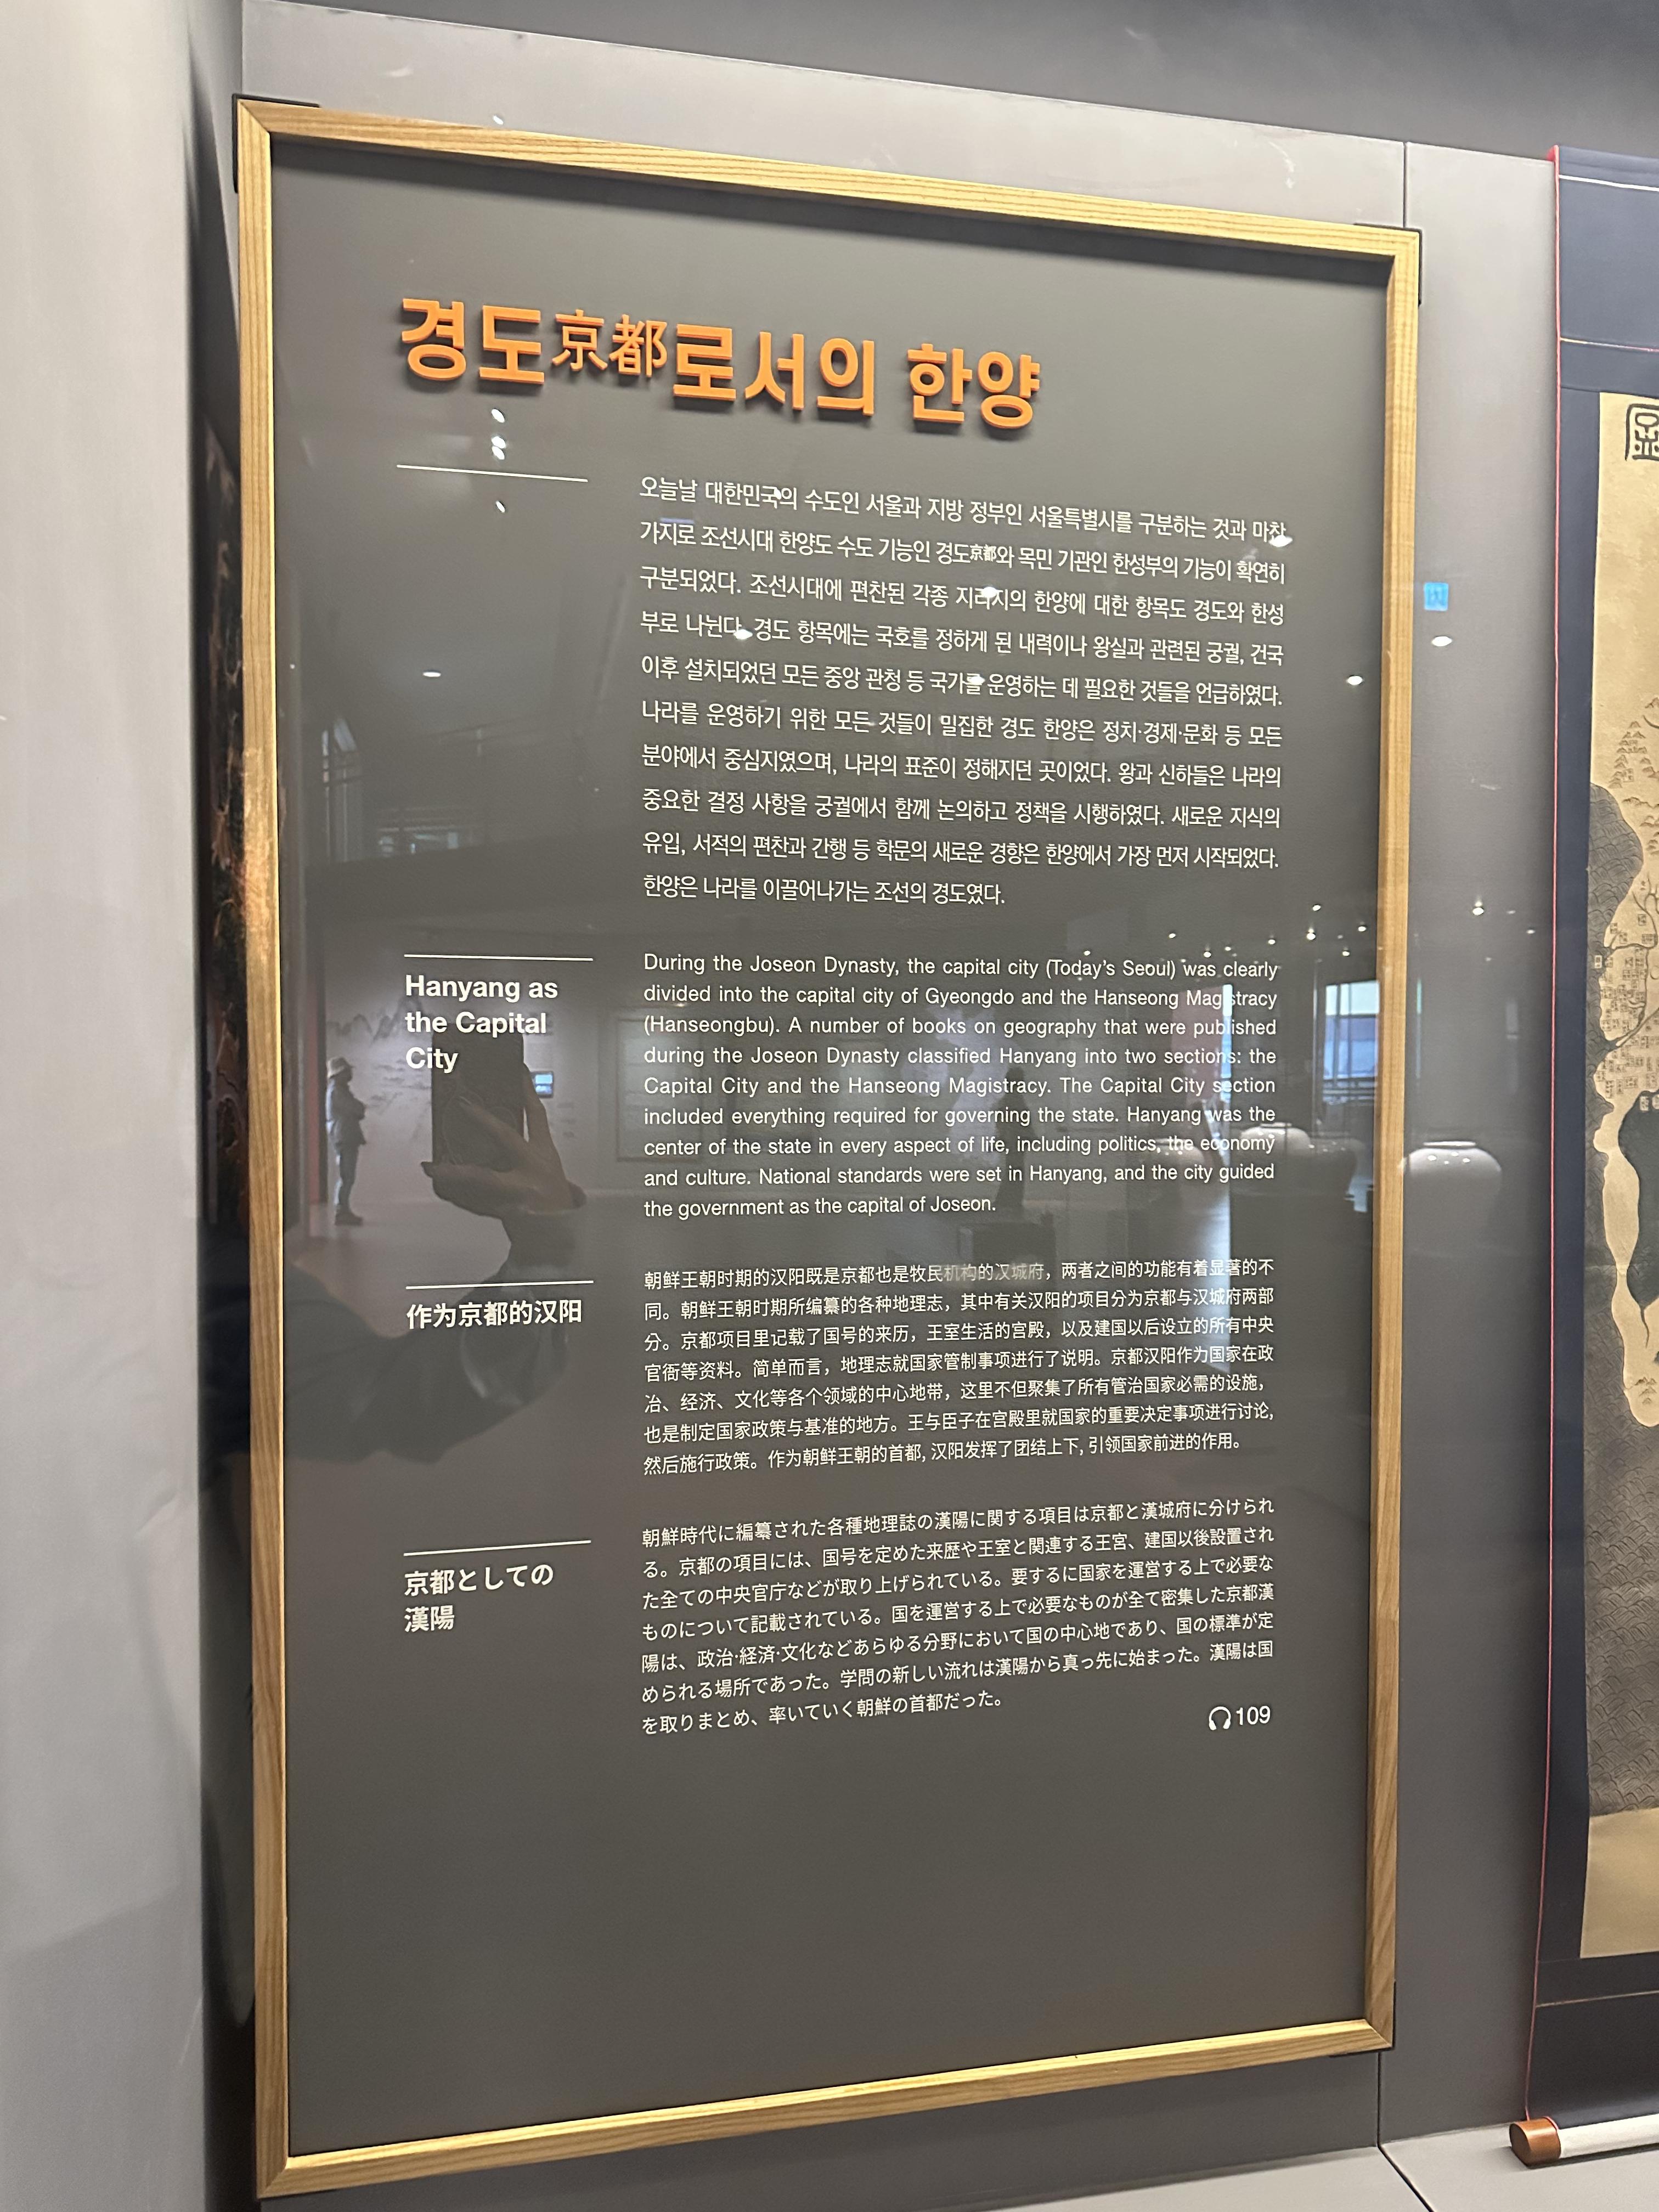 경도京都로서의 한양
오늘날 대한민국의 수도인 서울과 지방 정부인 서울특별시를 구분하는 것과 마찬
가지로 조선시대 한양도 수도 기능인 경도京都와 목민 기관인 한성부의 기능이 확연히
구분되었다. 조선시대에 편찬된 각종 지리지의 한양에 대한 항목도 경도와 한성
부로 나뉜다. 경도 항목에는 국호를 정하게 된 내력이나 왕실과 관련된 궁궐, 건국
이후 설치되었던 모든 중앙 관청 등 국가를 운영하는 데 필요한 것들을 언급하였다.
나라를 운영하기 위한 모든 것들이 밀집한 경도 한양은 정치·경제·문화 등 모든
분야에서 중심지였으며, 나라의 표준이 정해지던 곳이었다. 왕과 신하들은 나라의
중요한 결정 사항을 궁궐에서 함께 논의하고 정책을 시행하였다. 새로운 지식의
유입, 서적의 편찬과 간행 등 학문의 새로운 경향은 한양에서 가장 먼저 시작되었다.
한양은 나라를 이끌어나가는 조선의 경도였다.
Hanyang as
the Capital
City
During the Joseon Dynasty, the capital city (Today's Seoul) was clearly
divided into the capital city of Gyeongdo and the Hanseong Magistracy
(Hanseongbu). A number of books on geography that were published
during the Joseon Dynasty classified Hanyang into two sections: the
Capital City and the Hanseong Magistracy. The Capital City section
included everything required for governing the state. Hanyang was the
center of the state in every aspect of life, including politics, the economy
and culture. National standards were set in Hanyang, and the city guided
the government as the capital of Joseon.
作为京都的汉阳
朝鲜王朝时期的汉阳既是京都也是牧民机构的汉城府，两者之间的功能有着显著的不
同。朝鲜王朝时期所编纂的各种地理志，其中有关汉阳的项目分为京都与汉城府两部
分。京都项目里记载了国号的来历，王室生活的宫殿，以及建国以后设立的所有中央
官衙等资料。简单而言，地理志就国家管制事项进行了说明。京都汉阳作为国家在政
治、经济、文化等各个领域的中心地带，这里不但聚集了所有管治国家必需的设施，
也是制定国家政策与基准的地方。王与臣子在宫殿里就国家的重要决定事项进行讨论,
然后施行政策。作为朝鲜王朝的首都, 汉阳发挥了团结上下, 引领国家前进的作用。
京都としての
漢陽
朝鮮時代に編纂された各種地理誌の漢陽に関する項目は京都と漢城府に分けられ
る。京都の項目には、国号を定めた来歴や王室と関連する王宮、建国以後設置され
た全ての中央官庁などが取り上げられている。要するに国家を運営する上で必要な
ものについて記載されている。国を運営する上で必要なものが全て密集した京都漢
陽は、政治·経済·文化などあらゆる分野において国の中心地であり、国の標準が定
められる場所であった。学問の新しい流れは漢陽から真っ先に始まった。漢陽は国
を取りまとめ、率いていく朝鮮の首都だった。
109